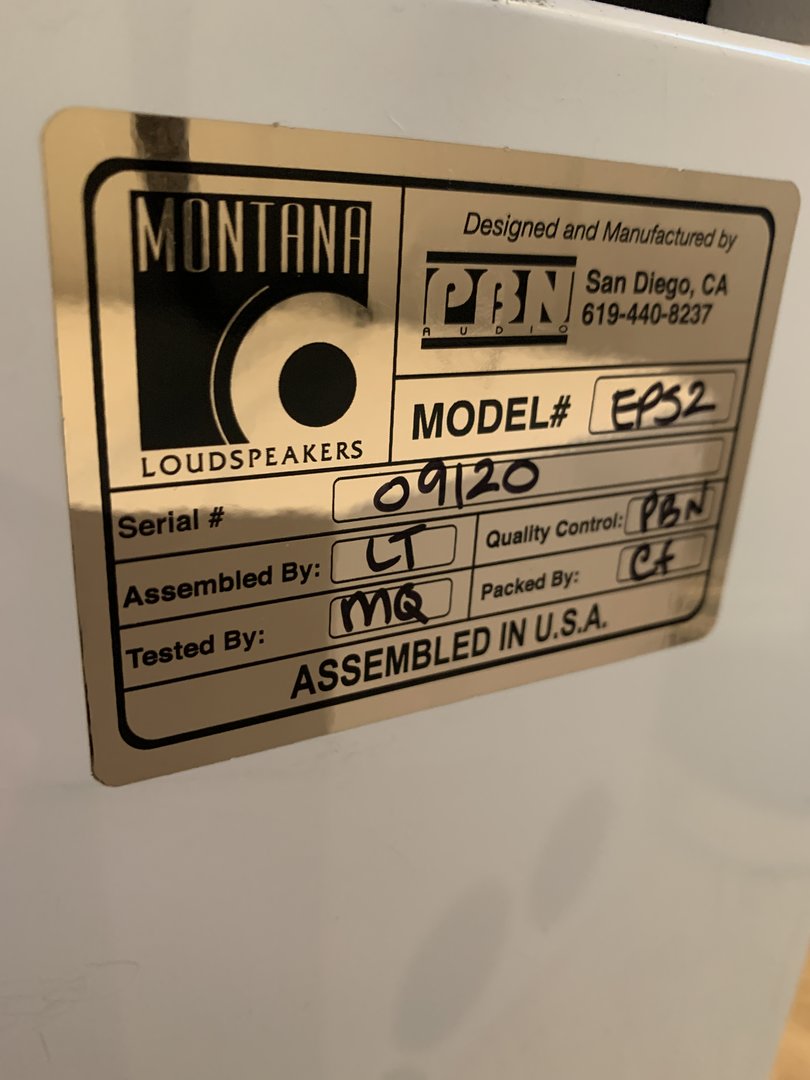 MONTANA
LOUDSPEAKERS
Designed and Manufactured by
PBN
AUDIO
San Diego, CA
619-440-8237
MODEL# EPS2
Serial # 09120
Assembled By: LT
Quality Control: PBN
Tested By: MQ
Packed By: Cf
ASSEMBLED IN U.S.A.